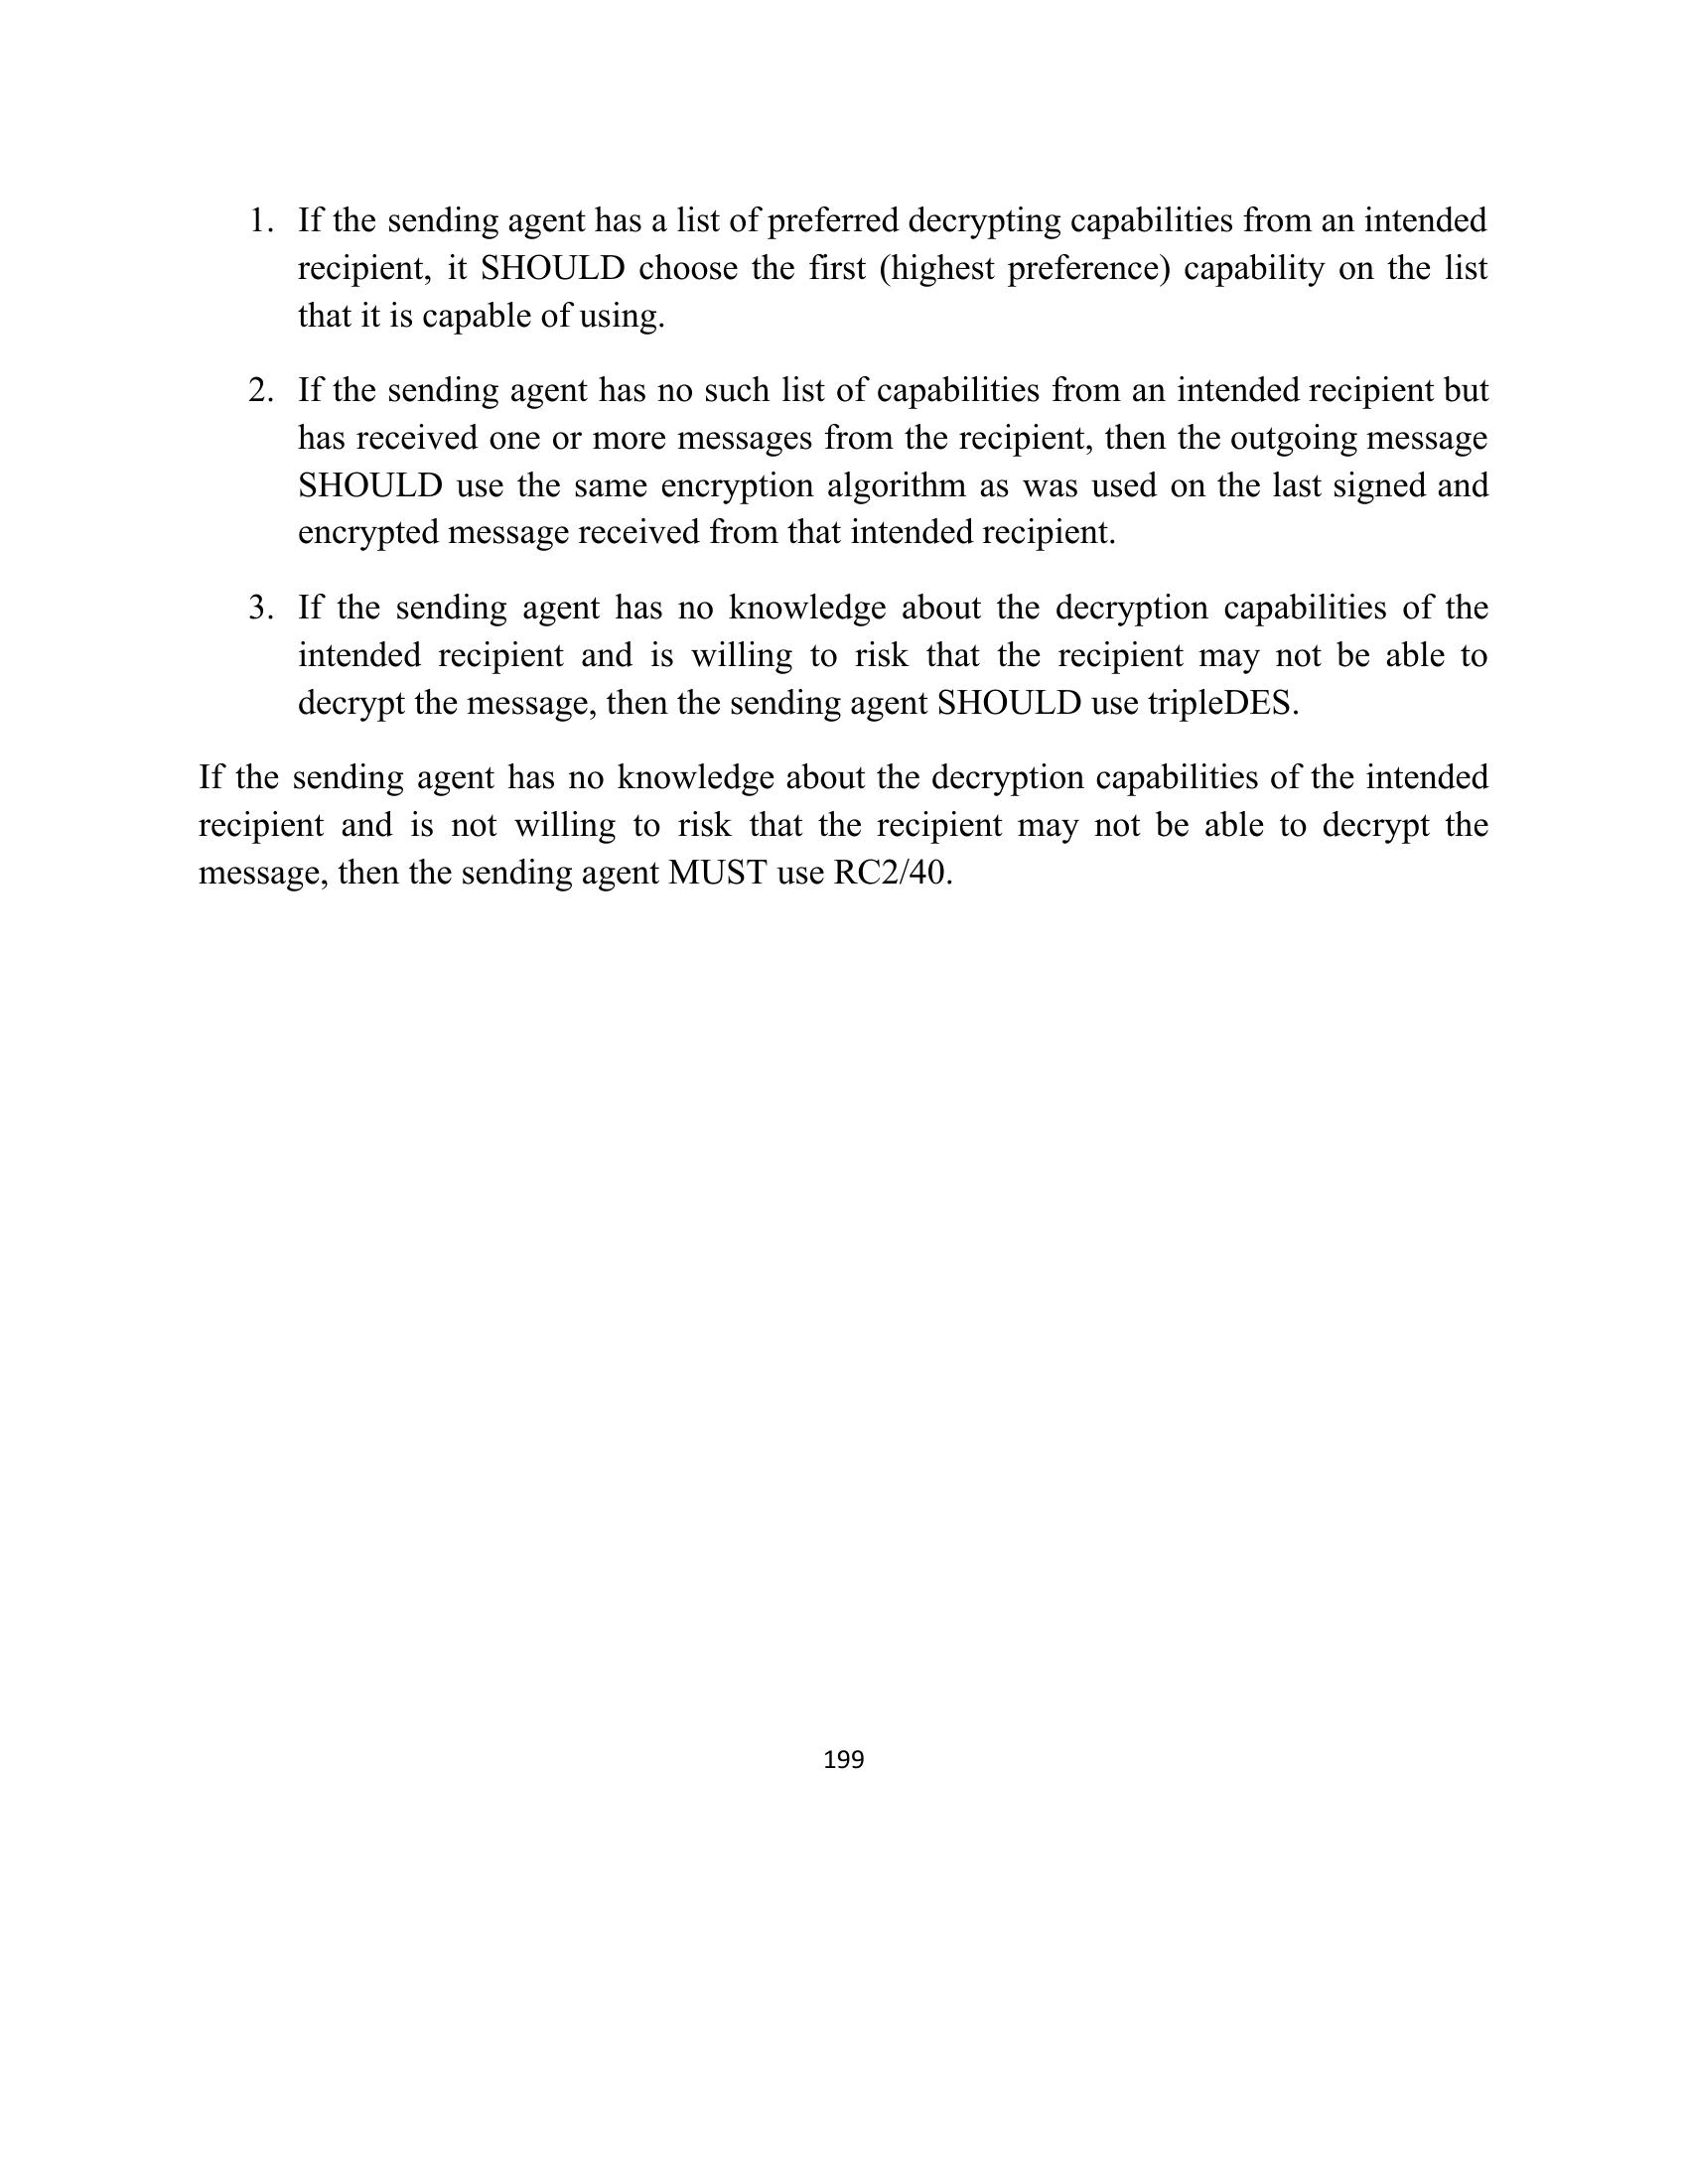 1. If the sending agent has a list of preferred decrypting capabilities from an intended
recipient, it SHOULD choose the first (highest preference) capability on the list
that it is capable of using.
2. If the sending agent has no such list of capabilities from an intended recipient but
has received one or more messages from the recipient, then the outgoing message
SHOULD use the same encryption algorithm as was used on the last signed and
encrypted message received from that intended recipient.
3. If the sending agent has no knowledge about the decryption capabilities of the
intended recipient and is willing to risk that the recipient may not be able to
decrypt the message, then the sending agent SHOULD use tripleDES.
If the sending agent has no knowledge about the decryption capabilities of the intended
recipient and is not willing to risk that the recipient may not be able to decrypt the
message, then the sending agent MUST use RC2/40.
199